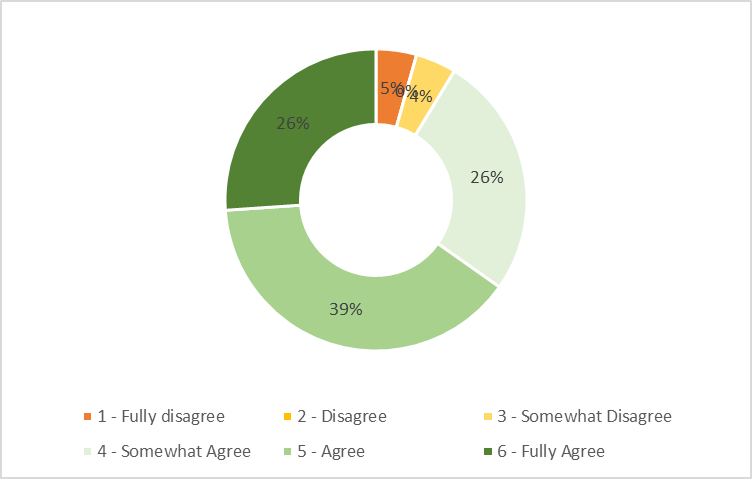 5%
0%
4%
26%
26%
39%
1 - Fully disagree
2 - Disagree
3 - Somewhat Disagree
4 - Somewhat Agree
5 - Agree
6 - Fully Agree